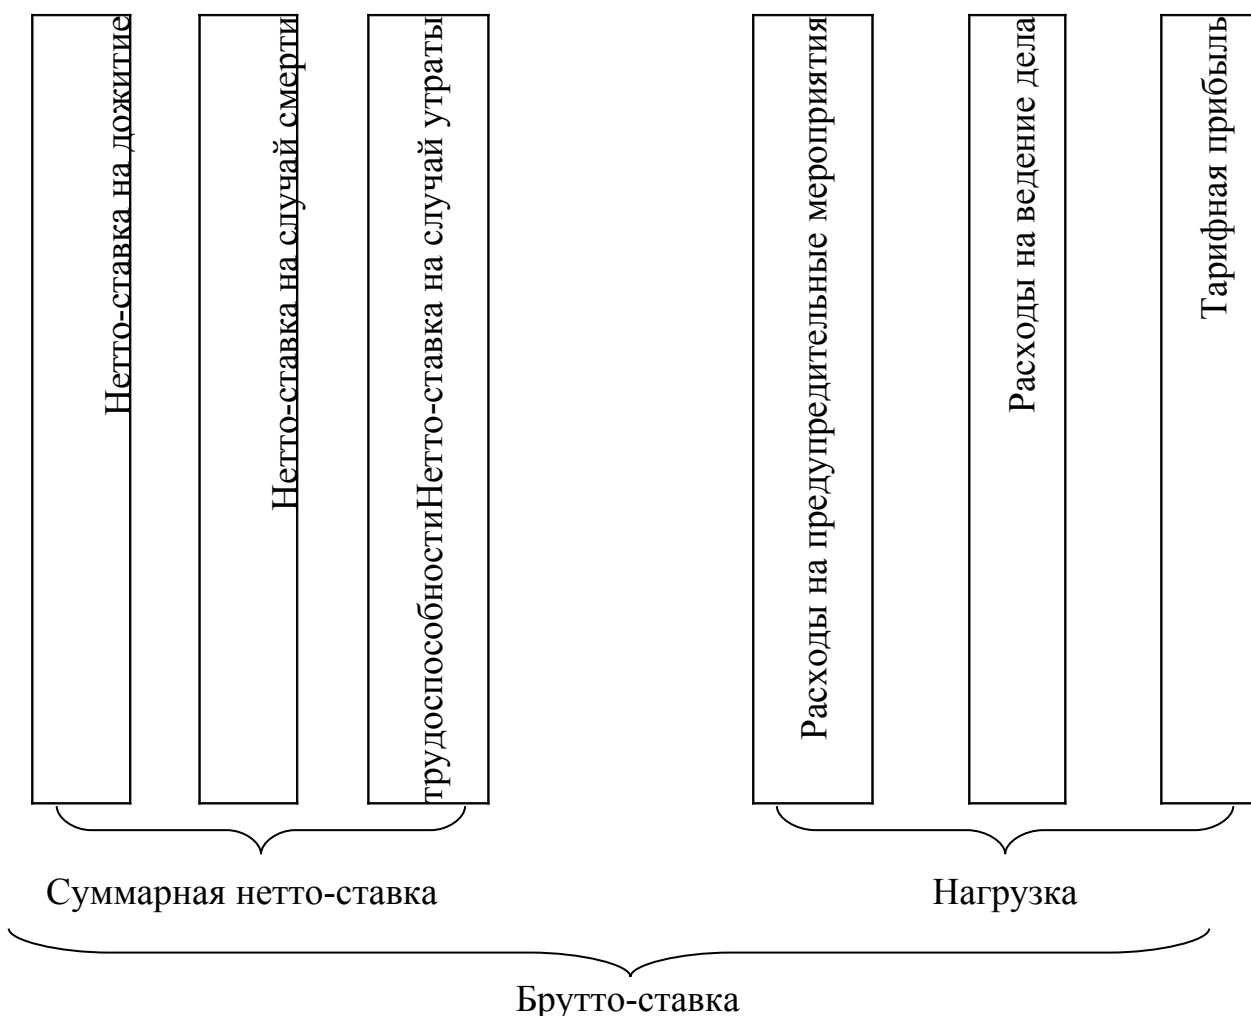 Нетто-ставка на дожитие
Нетто-ставка на случай смерти
Нетто-ставка на случай утраты
трудоспособности
Расходы на предупредительные мероприятия
Расходы на ведение дела
Тарифная прибыль
Суммарная нетто-ставка
Нагрузка
Брутто-ставка